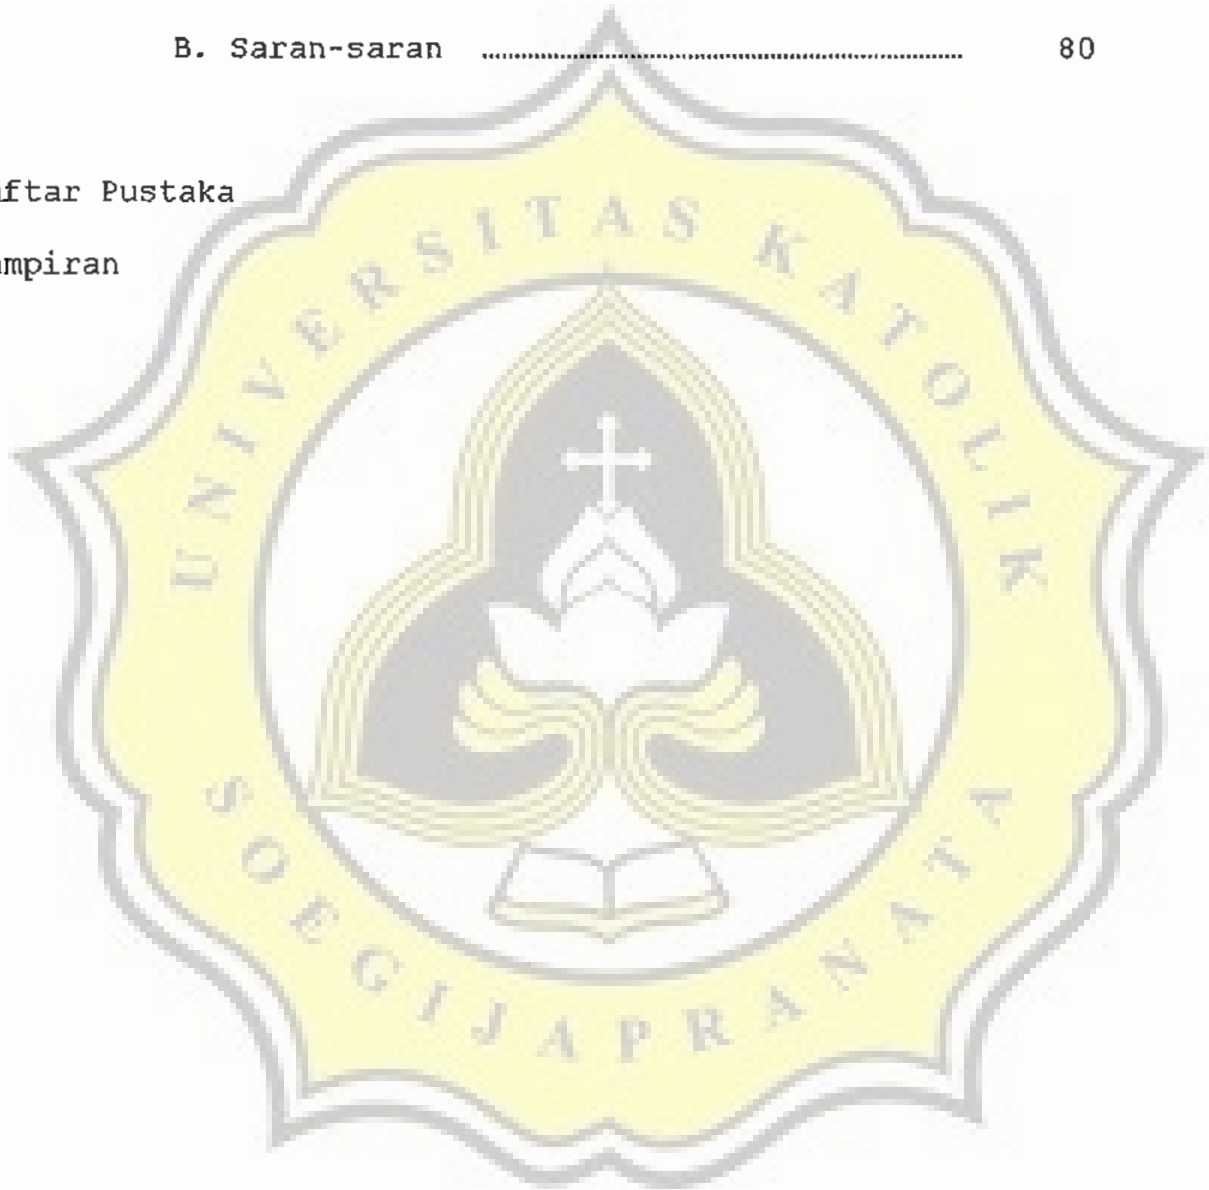 B. Saran-saran ........................................ 80
ftar Pustaka
mpiran
UNIVERSITAS KATOLIK
SOEGIJAPRANATA